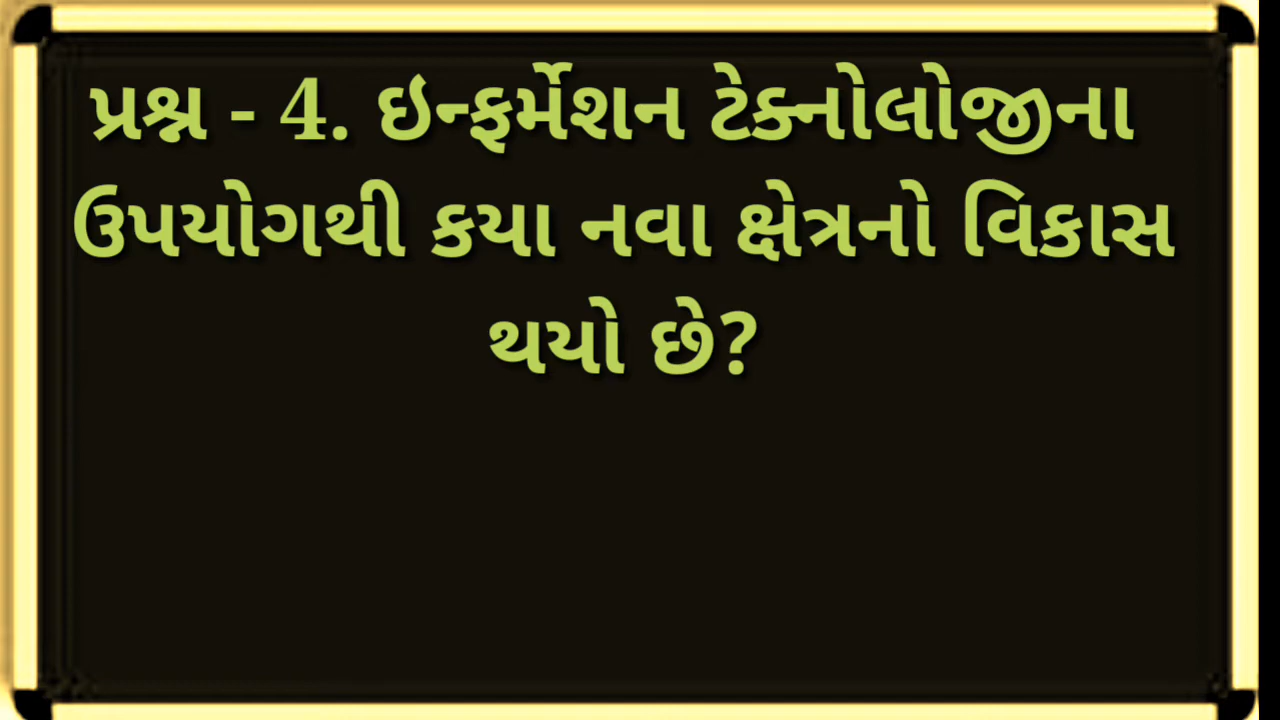 પ્રશ્ન - 4. ઇન્ફર્મેશન ટેક્નોલોજીના
ઉપયોગથી કયા નવા ક્ષેત્રનો વિકાસ
થયો છે?